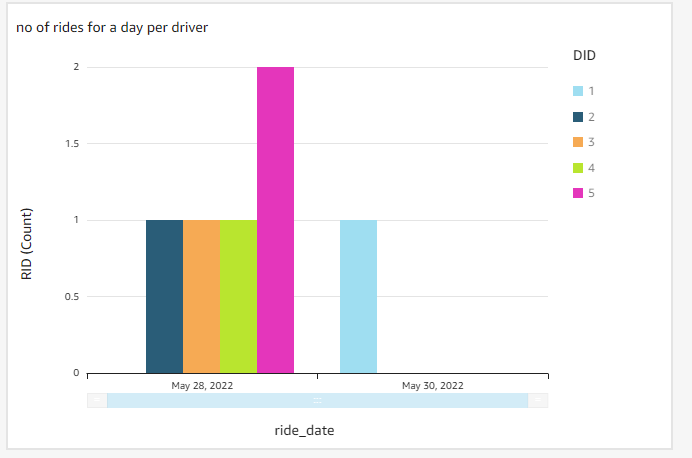 no of rides for a day per driver
DID
1
2
3
4
5
2
1.5
1
0.5
0
RID (Count)
May 28, 2022
May 30, 2022
ride_date